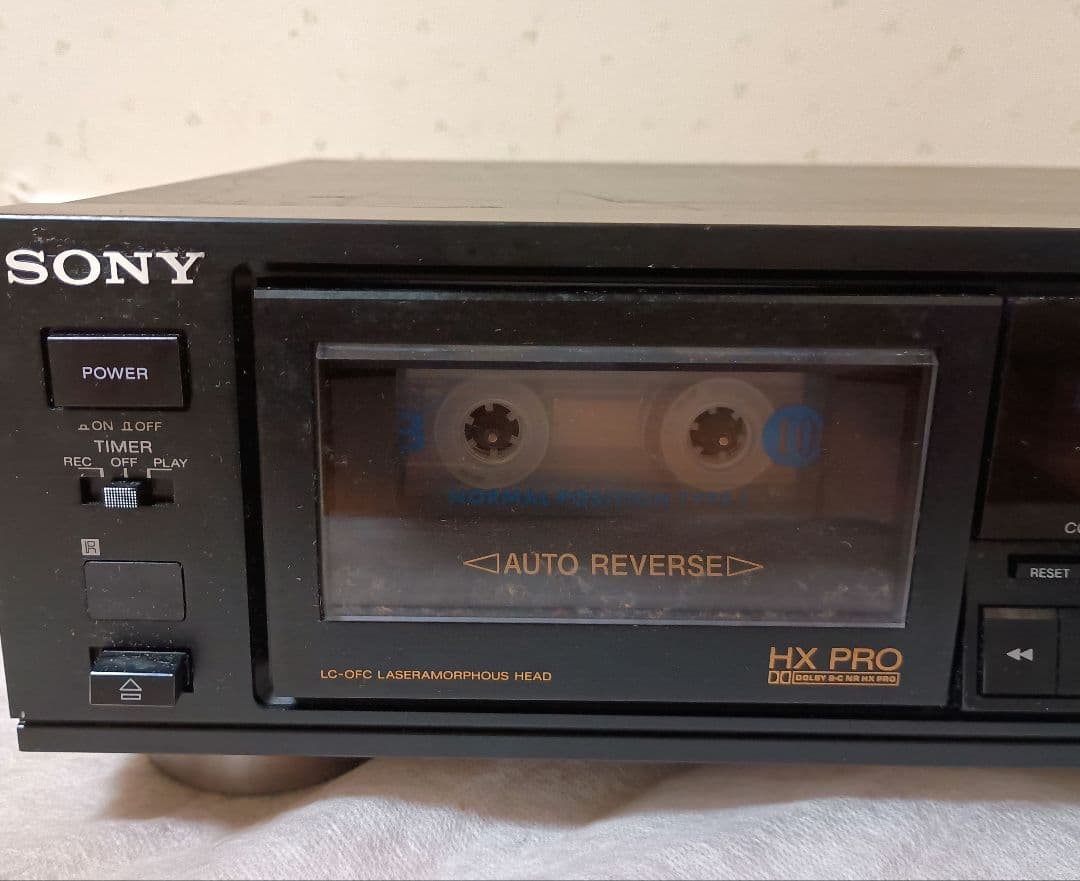 SONY
POWER
ON OFF
TIMER
REC OFF PLAY
R
B
10
NORMAL POSITION TYPE I
AUTO REVERSE
LC-OFC LASERAMORPHOUS HEAD
HX PRO
DOLBY B-C NR HX PRO
RESET